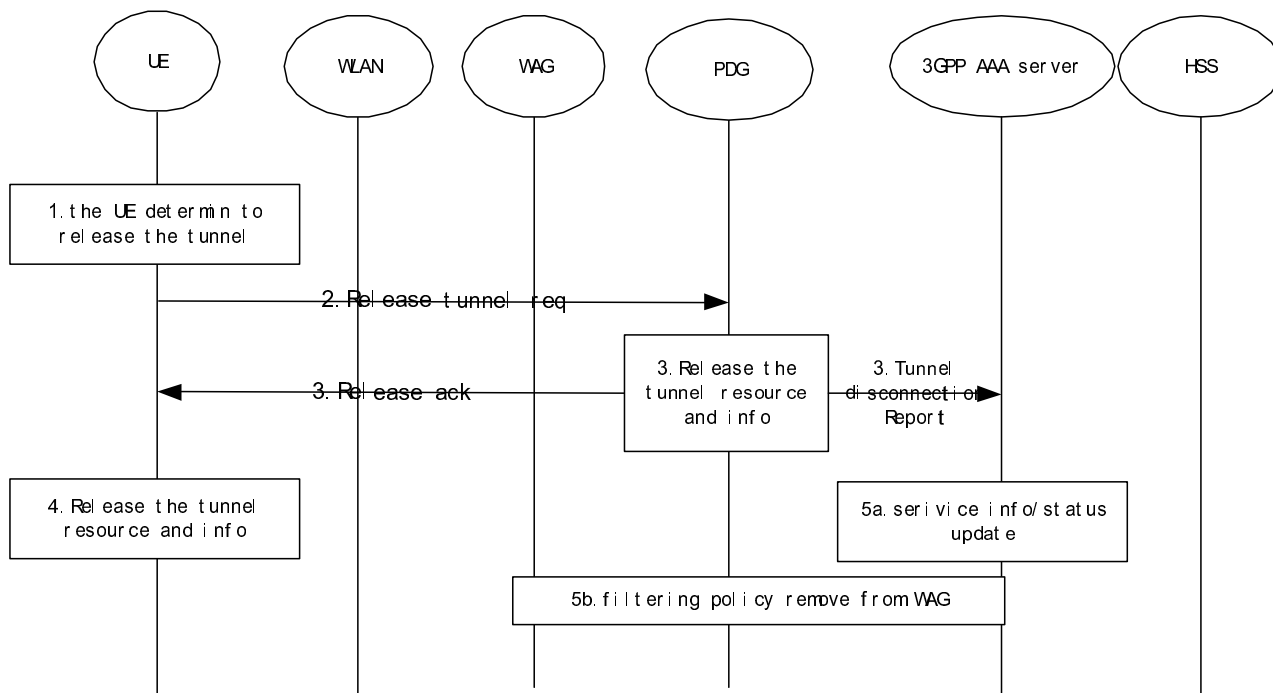 UE
WLAN
WAG
PDG
3GPP AAA server
HSS
1. the UE determin to
release the tunnel
2. Release tunnel req
3. Release the
tunnel resource
and info
3. Release ack
3. Tunnel
disconnection
Report
4. Release the tunnel
resource and info
5a. serivice info/status
update
5b. filtering policy remove from WAG